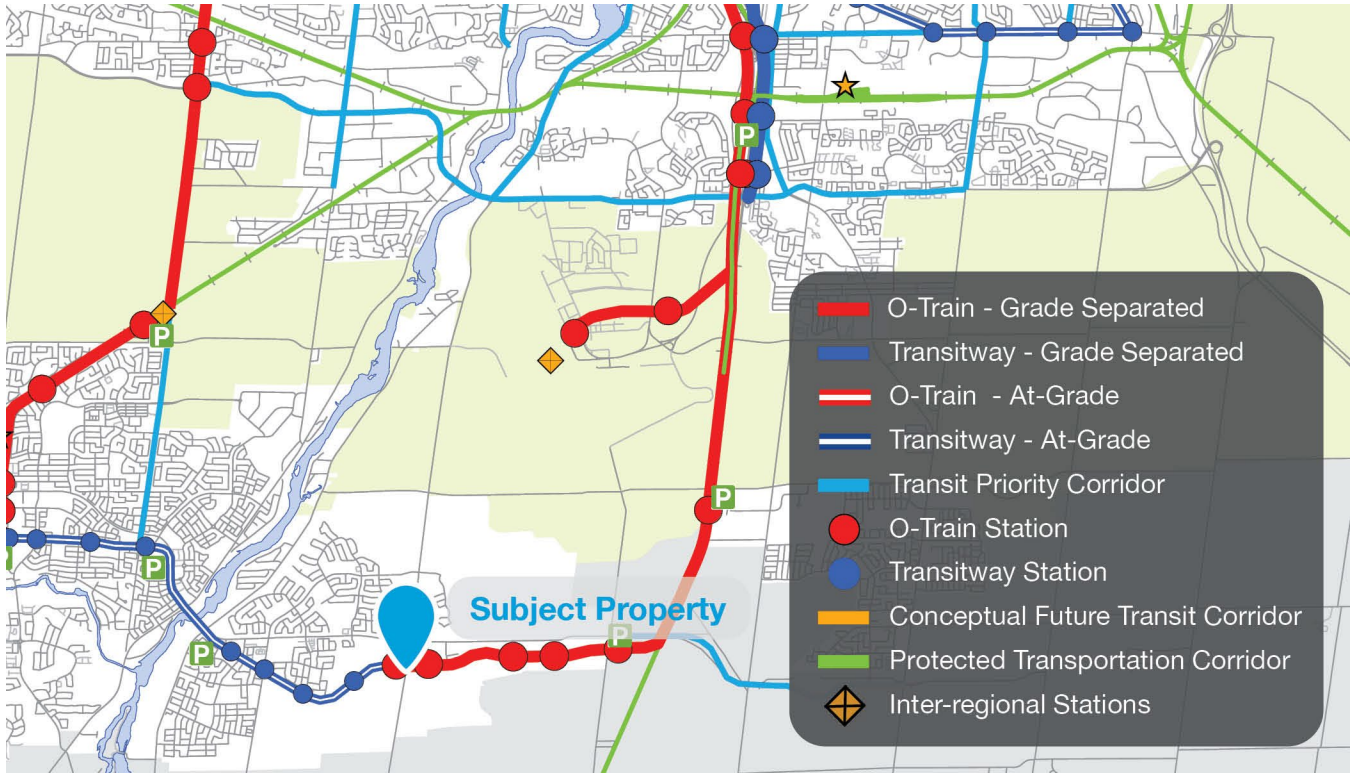 P
P
P
P
P
P
P
Subject Property
O-Train - Grade Separated
Transitway - Grade Separated
O-Train - At-Grade
Transitway - At-Grade
Transit Priority Corridor
O-Train Station
Transitway Station
Conceptual Future Transit Corridor
Protected Transportation Corridor
Inter-regional Stations